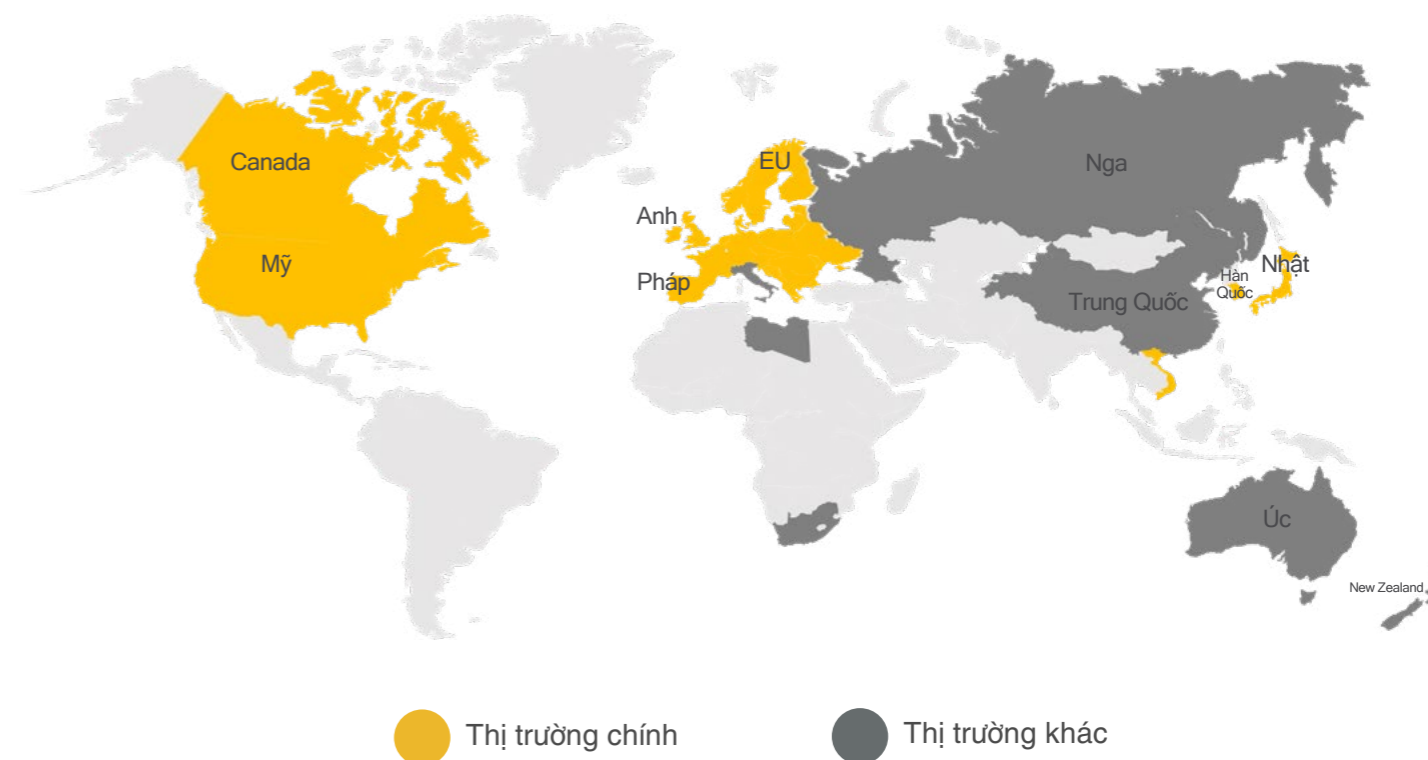 Canada
EU
Nga
Anh
Mỹ
Pháp
Hàn
Quốc
Nhật
Trung Quốc
Úc
New Zealand
Thị trường chính
Thị trường khác